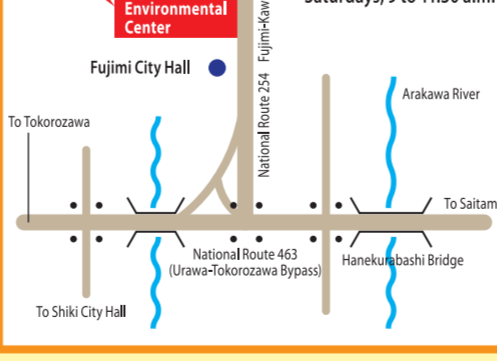 Environmental
Center
Saturdays, 9 to 11:30 a.m.
Fujimi City Hall
National Route 254 Fujimi-Kaw
Arakawa River
To Tokorozawa
To Saitam
National Route 463
(Urawa-Tokorozawa Bypass)
Hanekurabashi Bridge
To Shiki City Hall